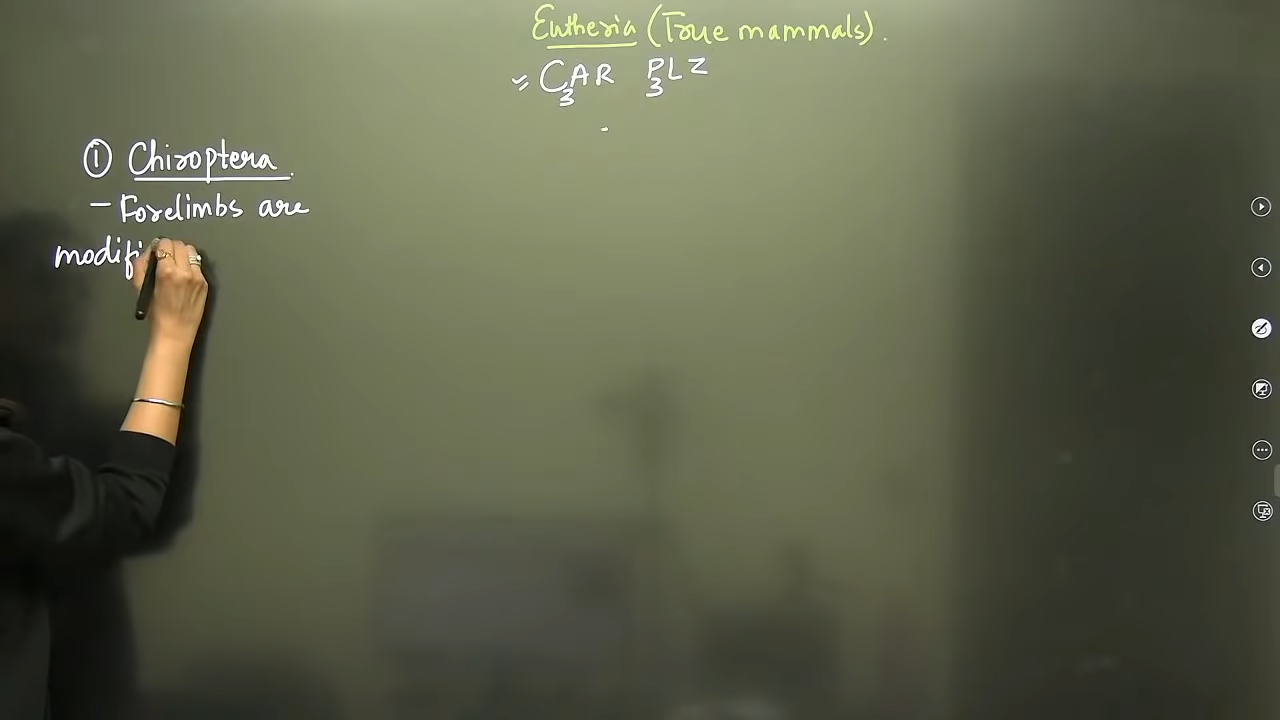 Eutheria (True mammals).
C3AR P3LZ
① Chiroptera.
- Forelimbs are
modifi